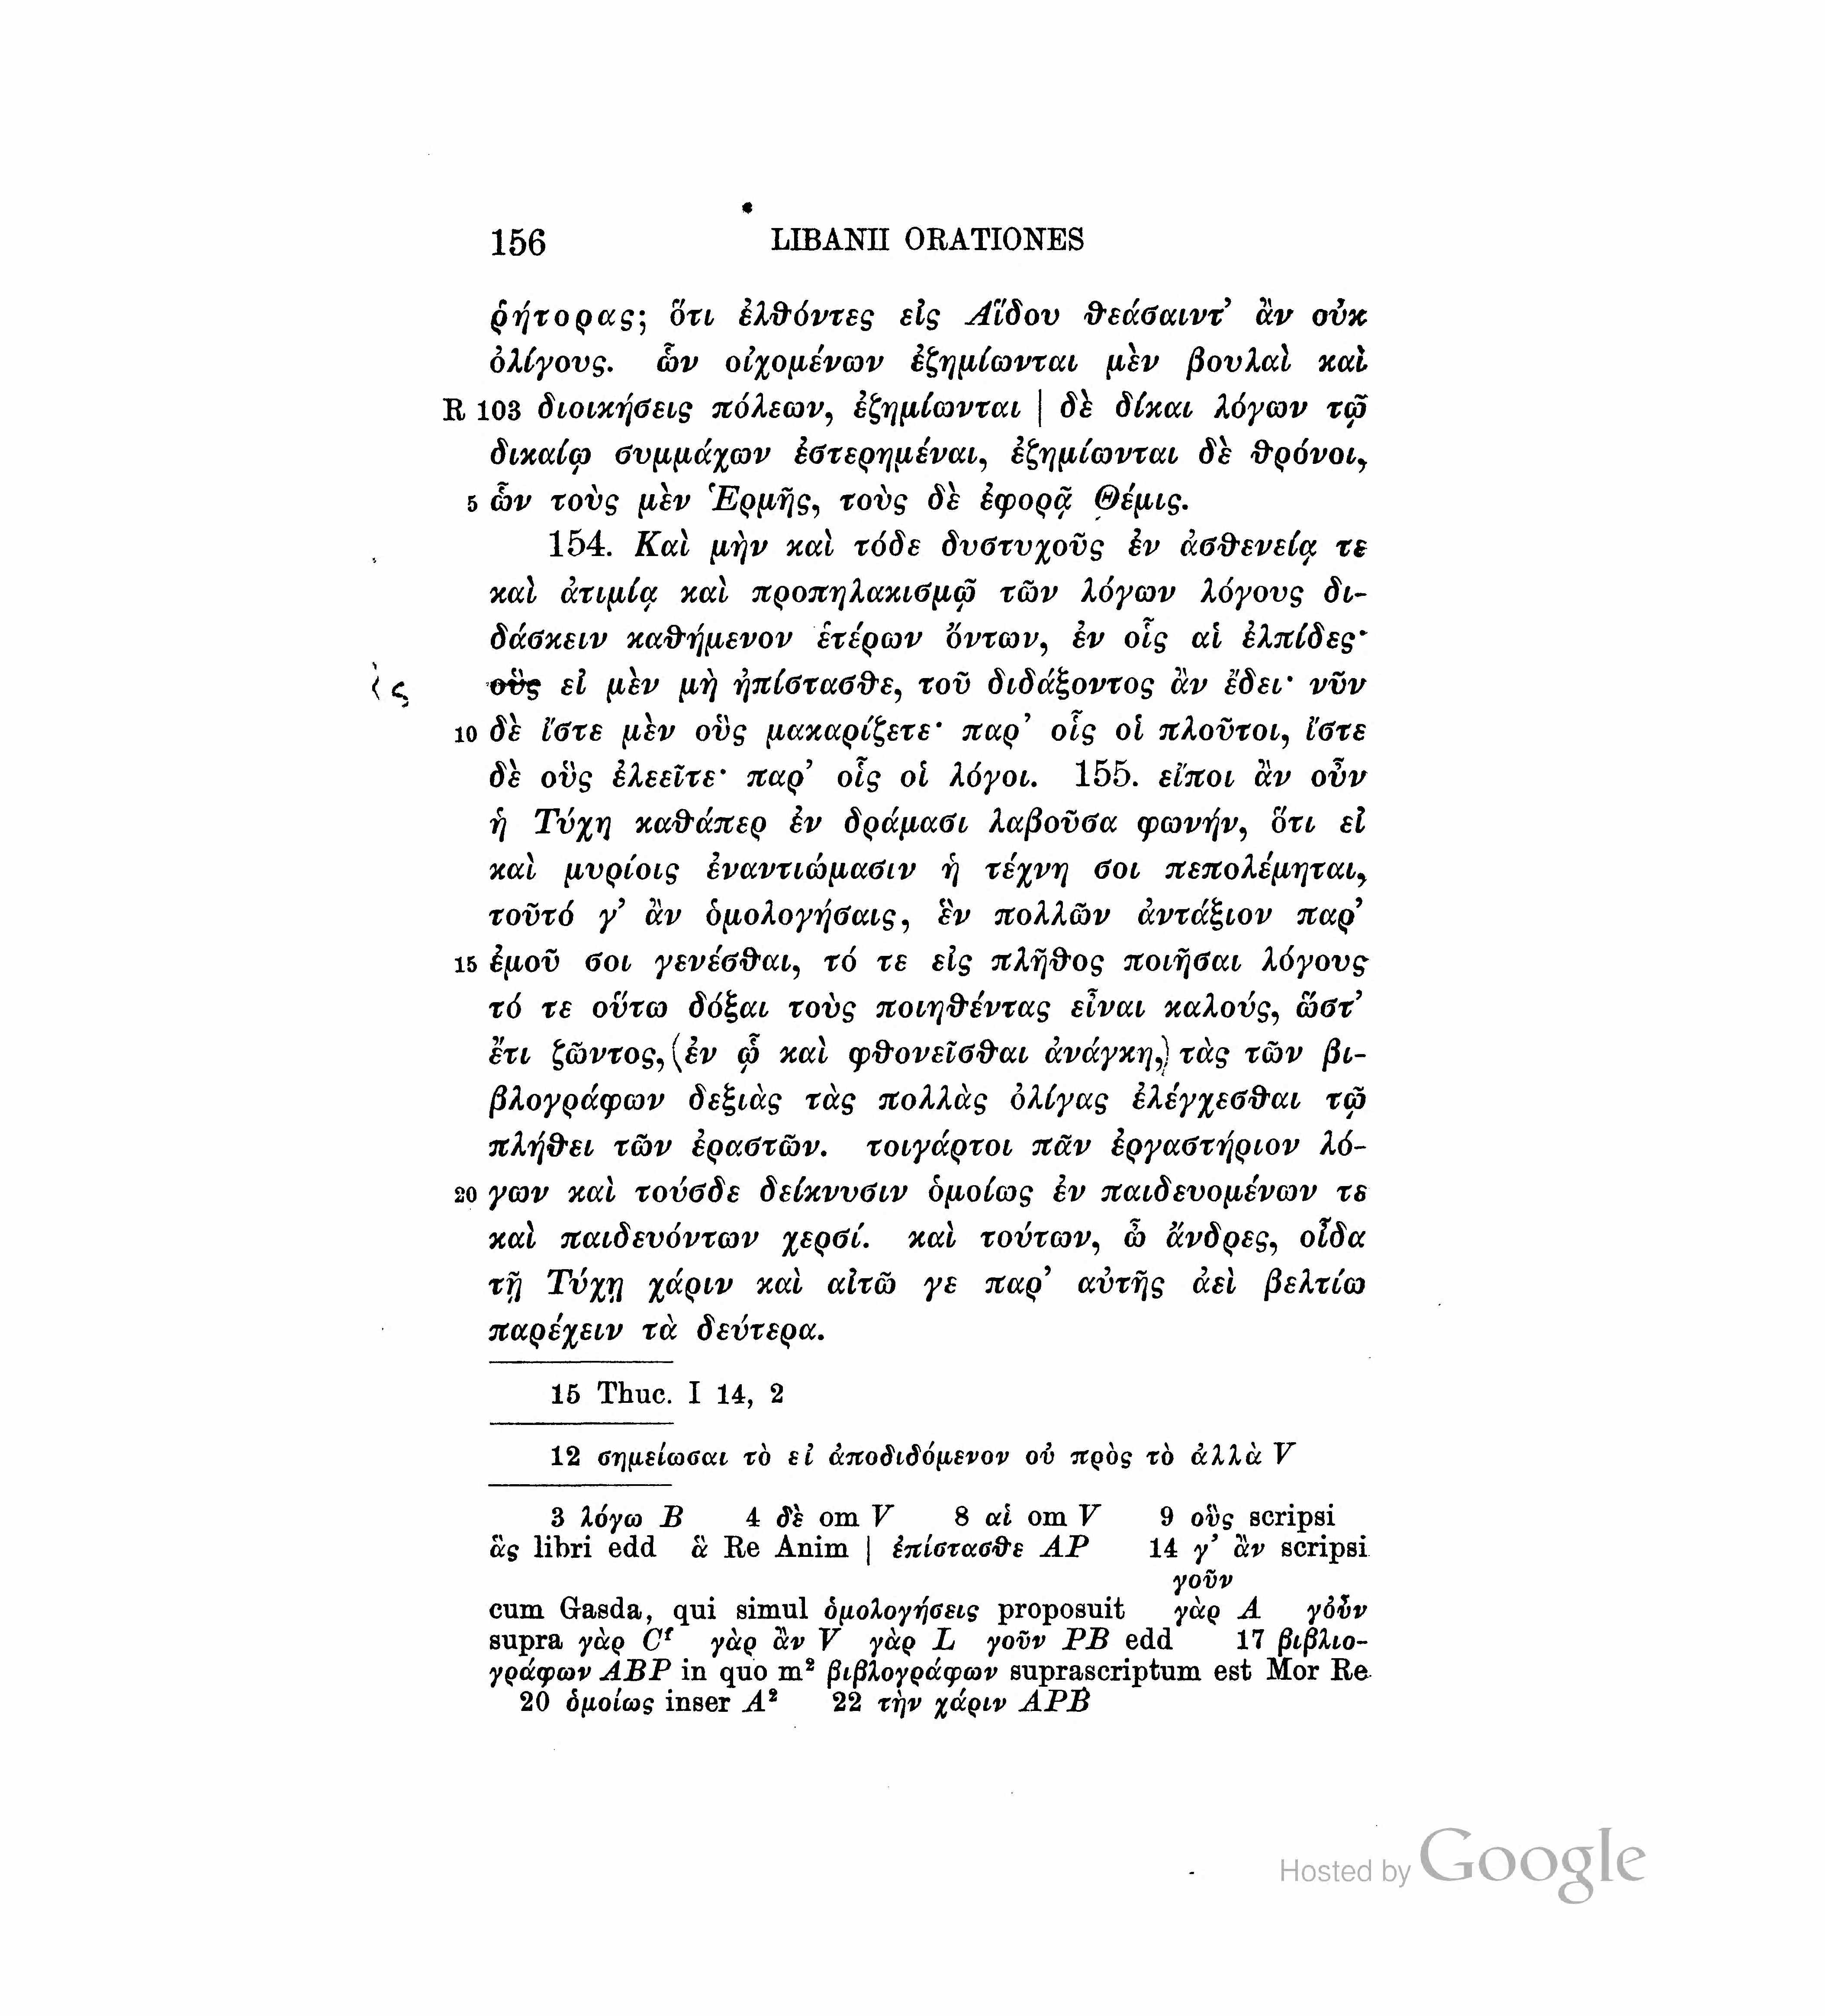 156 LIBANII ORATIONES
ῥήτορας; ὅτι ἐλθόντες εἰς Ἅΐδου θεάσαιντ’ ἂν οὐκ
ὀλίγους. ὧν οἰχομένων ἐζημίωνται μὲν βουλαὶ καὶ
R 103 διοικήσεις πόλεων, ἐζημίωνται | δὲ δίκαι λόγων τῷ
δικαίῳ συμμάχων ἐστερημέναι, ἐζημίωνται δὲ θρόνοι,
5 ὧν τοὺς μὲν Ἑρμῆς, τοὺς δὲ ἐφορᾷ Θέμις.
154. Καὶ μὴν καὶ τόδε δυστυχοῦς ἐν ἀσθενείᾳ τε
καὶ ἀτιμίᾳ καὶ προπηλακισμῷ τῶν λόγων λόγους δι-
δάσκειν καθήμενον ἑτέρων ὄντων, ἐν οἷς αἱ ἐλπίδες·
οὓς εἰ μὲν μὴ ἠπίστασθε, τοῦ διδάξοντος ἂν ἔδει· νῦν
10 δὲ ἴστε μὲν οὓς μακαρίζετε· παρ’ οἷς οἱ πλοῦτοι, ἴστε
δὲ οὓς ἐλεεῖτε· παρ’ οἷς οἱ λόγοι. 155. εἴποι ἂν οὖν
ἡ Τύχη καθάπερ ἐν δράμασι λαβοῦσα φωνήν, ὅτι εἰ
καὶ μυρίοις ἐναντιώμασιν ἡ τέχνη σοι πεπολέμηται,
τοῦτό γ’ ἂν ὁμολογήσαις, ἓν πολλῶν ἀντάξιον παρ’
15 ἐμοῦ σοι γενέσθαι, τό τε εἰς πλῆθος ποιῆσαι λόγους
τό τε οὕτω δόξαι τοὺς ποιηθέντας εἶναι καλούς, ὥστ’
ἔτι ζῶντος, (ἐν ᾧ καὶ φθονεῖσθαι ἀνάγκη,) τὰς τῶν βι-
βλογράφων δεξιὰς τὰς πολλὰς ὀλίγας ἐλέγχεσθαι τῷ
πλήθει τῶν ἐραστῶν. τοιγάρτοι πᾶν ἐργαστήριον λό-
20 γων καὶ τούσδε δείκνυσιν ὁμοίως ἐν παιδευομένων τε
καὶ παιδευόντων χερσί. καὶ τούτων, ὦ ἄνδρες, οἶδα
τῇ Τύχῃ χάριν καὶ αἰτῶ γε παρ’ αὐτῆς ἀεὶ βελτίω
παρέχειν τὰ δεύτερα.
15 Thuc. I 14, 2
12 σημείωσαι τὸ εἰ ἀποδιδόμενον οὐ πρὸς τὸ ἀλλὰ V
3 λόγω B 4 δὲ om V 8 αἱ om V 9 οὓς scripsi
ἃς libri edd ἃ Re Anim | ἐπίστασθε AP 14 γ’ ἂν scripsi
γοῦν
cum Gasda, qui simul ὁμολογήσεις proposuit γὰρ A γοὖν
supra γὰρ Cᶠ γὰρ ἂν V γὰρ L γοῦν PB edd 17 βιβλιο-
γράφων ABP in quo m² βιβλογράφων suprascriptum est Mor Re
20 ὁμοίως inser A² 22 τὴν χάριν APB
Hosted by Google